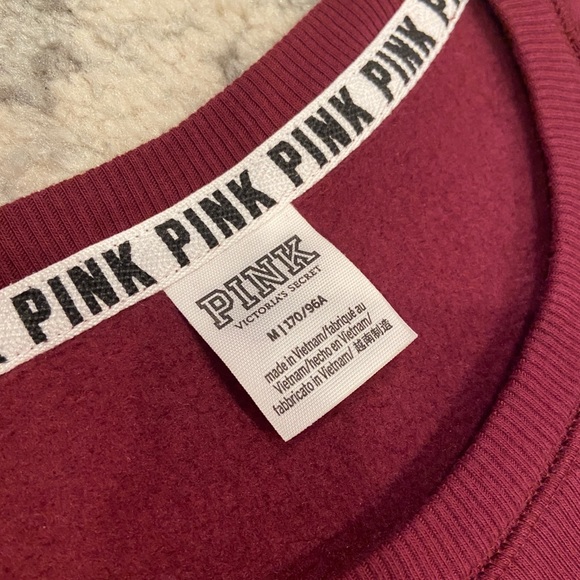 K PINK PINK PINK PINK
PINK
VICTORIA'S SECRET
M | 170/96A
made in Vietnam/fabriqué au
Vietnam/hecho en Vietnam/
fabbricato in Vietnam/ 越南制造